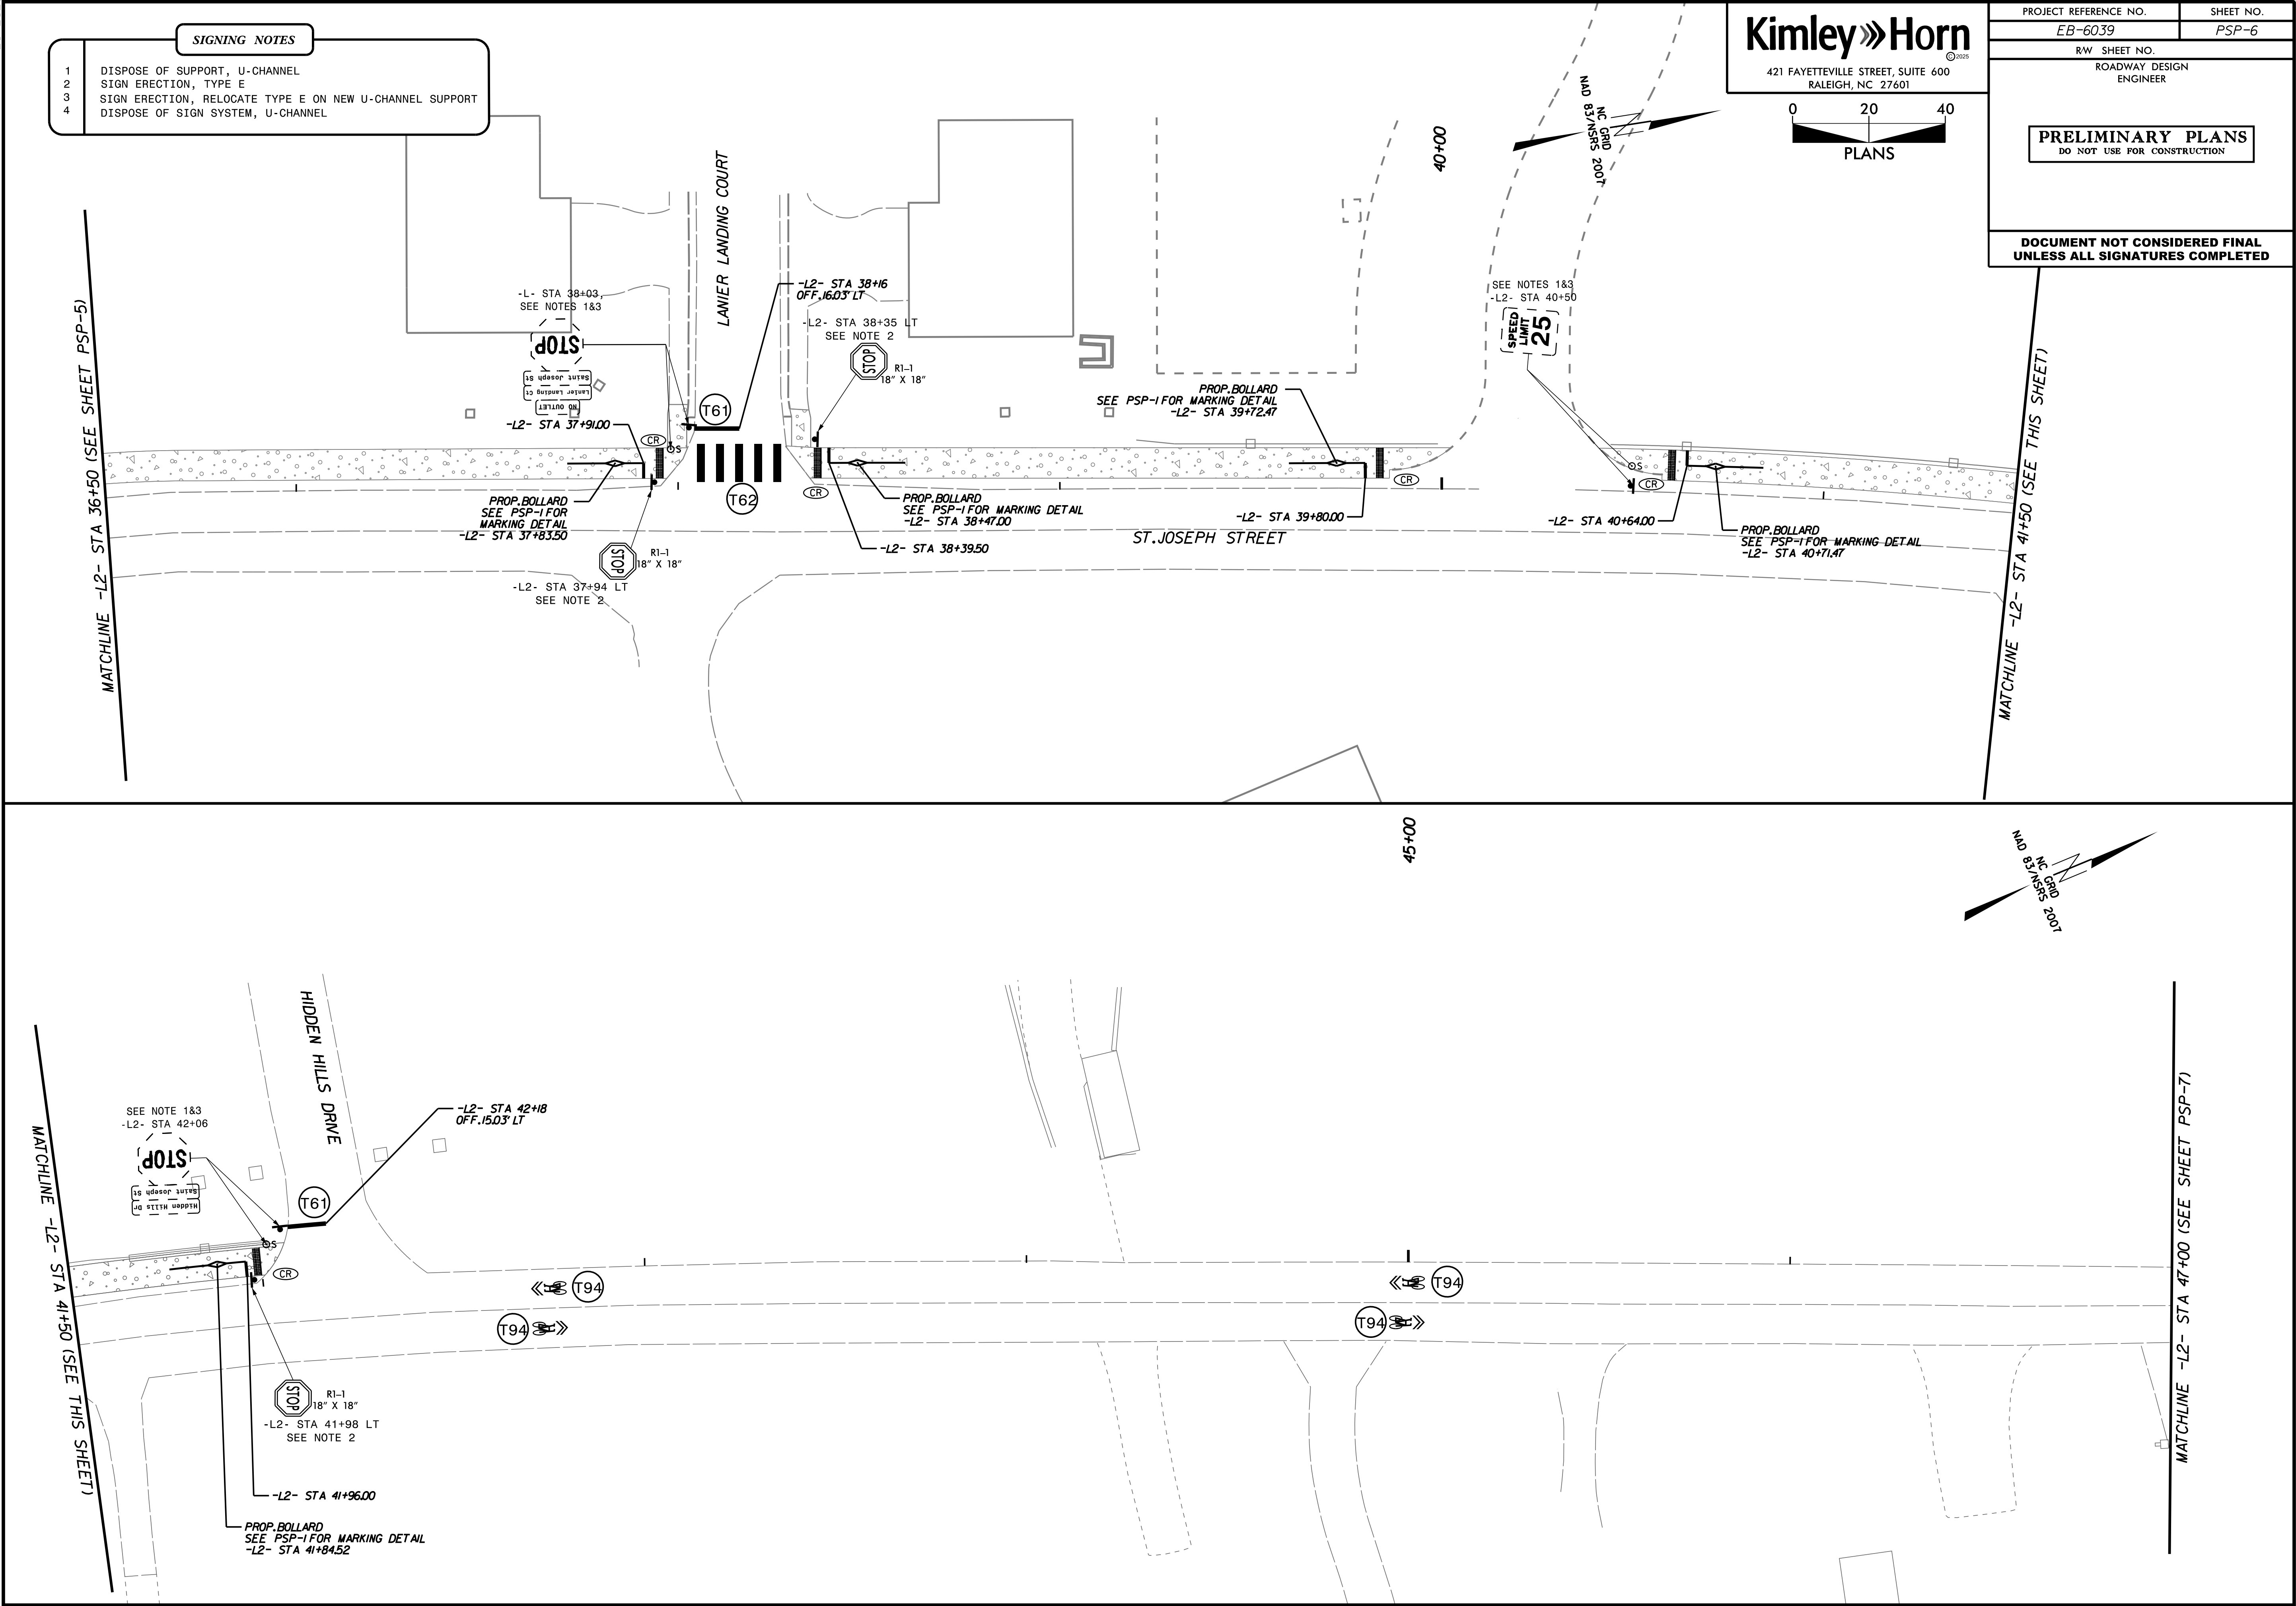 SIGNING NOTES
1 DISPOSE OF SUPPORT, U-CHANNEL
2 SIGN ERECTION, TYPE E
3 SIGN ERECTION, RELOCATE TYPE E ON NEW U-CHANNEL SUPPORT
4 DISPOSE OF SIGN SYSTEM, U-CHANNEL
Kimley»Horn
© 2025
421 FAYETTEVILLE STREET, SUITE 600
RALEIGH, NC 27601
PROJECT REFERENCE NO.
SHEET NO.
EB-6039
PSP-6
RW SHEET NO.
ROADWAY DESIGN
ENGINEER
PRELIMINARY PLANS
DO NOT USE FOR CONSTRUCTION
DOCUMENT NOT CONSIDERED FINAL
UNLESS ALL SIGNATURES COMPLETED
0 20 40
PLANS
NC GRID
NAD 83/NSRS 2007
40+00
MATCHLINE -L2- STA 36+50 (SEE SHEET PSP-5)
LANIER LANDING COURT
-L- STA 38+03,
SEE NOTES 1&3
STOP
Saint Joseph St
Lanier Landing Ct
NO OUTLET
-L2- STA 37+91.00
-L2- STA 38+16
OFF.16.03' LT
-L2- STA 38+35 LT
SEE NOTE 2
STOP
R1-1
18" X 18"
T61
CR
S
T62
CR
PROP.BOLLARD
SEE PSP-1 FOR
MARKING DETAIL
-L2- STA 37+83.50
STOP
R1-1
18" X 18"
-L2- STA 37+94 LT
SEE NOTE 2
PROP.BOLLARD
SEE PSP-1 FOR MARKING DETAIL
-L2- STA 38+47.00
-L2- STA 38+39.50
PROP.BOLLARD
SEE PSP-1 FOR MARKING DETAIL
-L2- STA 39+72.47
CR
-L2- STA 39+80.00
ST.JOSEPH STREET
SEE NOTES 1&3
-L2- STA 40+50
SPEED
LIMIT
25
S
CR
-L2- STA 40+64.00
PROP.BOLLARD
SEE PSP-1 FOR MARKING DETAIL
-L2- STA 40+71.47
MATCHLINE -L2- STA 41+50 (SEE THIS SHEET)
45+00
NC GRID
NAD 83/NSRS 2007
MATCHLINE -L2- STA 41+50 (SEE THIS SHEET)
HIDDEN HILLS DRIVE
SEE NOTE 1&3
-L2- STA 42+06
STOP
Saint Joseph St
Hidden Hills Dr
-L2- STA 42+18
OFF.15.03' LT
T61
S
CR
T94
T94
T94
T94
STOP
R1-1
18" X 18"
-L2- STA 41+98 LT
SEE NOTE 2
-L2- STA 41+96.00
PROP.BOLLARD
SEE PSP-1 FOR MARKING DETAIL
-L2- STA 41+84.52
MATCHLINE -L2- STA 47+00 (SEE SHEET PSP-7)